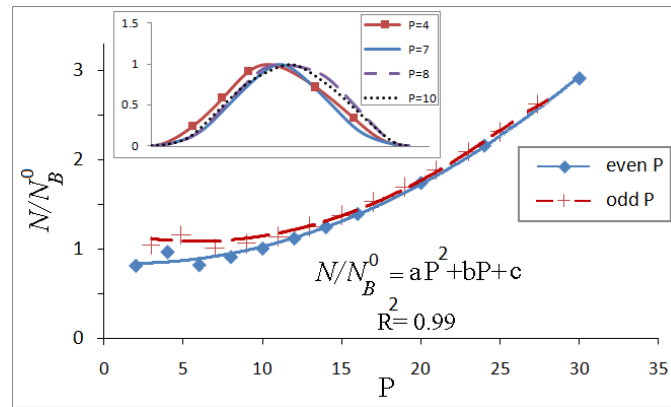 1.5
1
0.5
0
P=4
P=7
P=8
P=10
3
2
1
0
N/N_B^0
even P
odd P
N/N_B^0 = aP^2+bP+c
R^2= 0.99
0 5 10 15 20 25 30 35
P